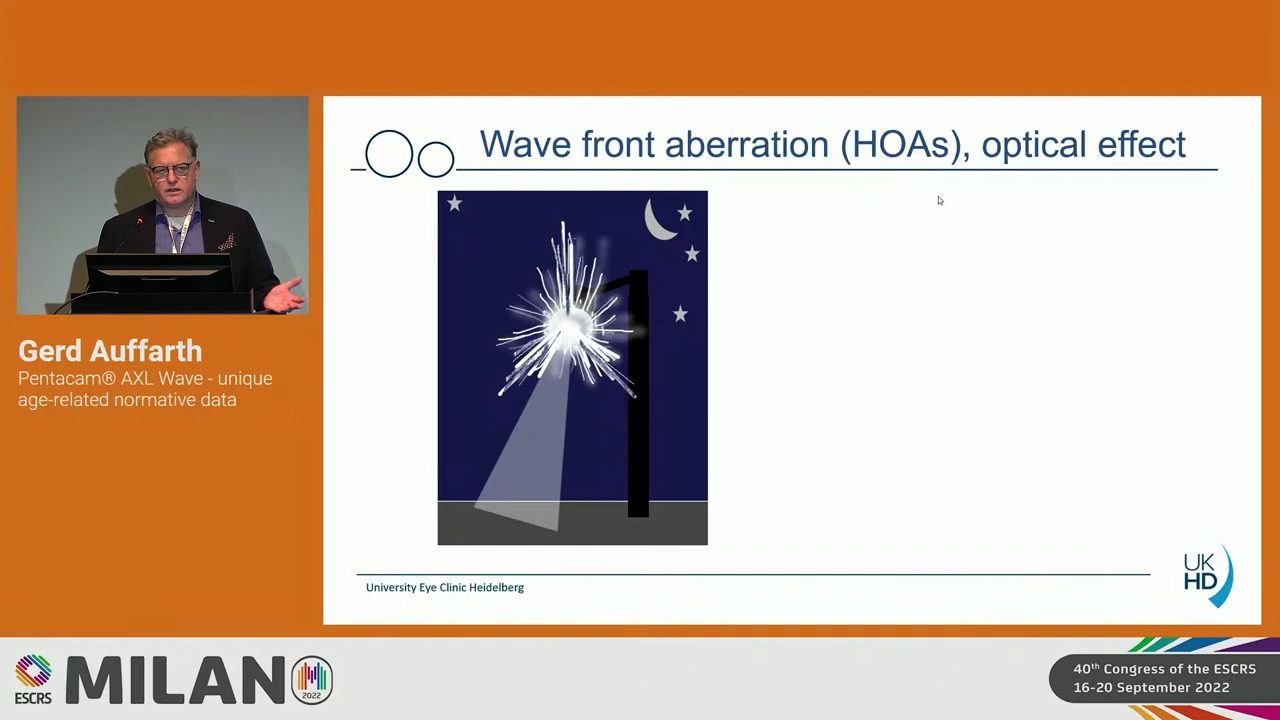 Wave front aberration (HOAs), optical effect
Gerd Auffarth
Pentacam® AXL Wave - unique
age-related normative data
University Eye Clinic Heidelberg
UK
HD
ESCRS
MILANO
2022
40th Congress of the ESCRS
16-20 September 2022